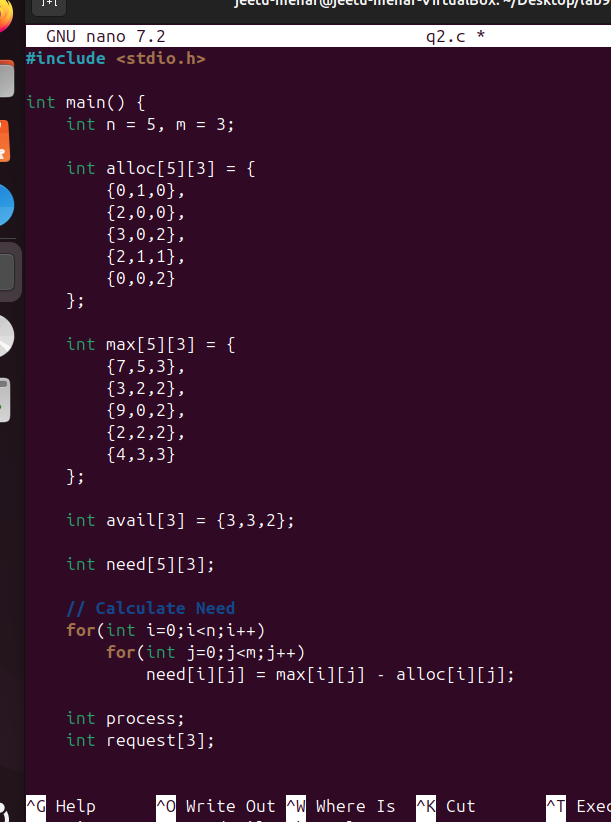 jeetu-menar@jeetu-menar-VirtualBox: ~/Desktop/lab9
GNU nano 7.2 q2.c *
#include <stdio.h>

int main() {
    int n = 5, m = 3;

    int alloc[5][3] = {
        {0,1,0},
        {2,0,0},
        {3,0,2},
        {2,1,1},
        {0,0,2}
    };

    int max[5][3] = {
        {7,5,3},
        {3,2,2},
        {9,0,2},
        {2,2,2},
        {4,3,3}
    };

    int avail[3] = {3,3,2};

    int need[5][3];

    // Calculate Need
    for(int i=0;i<n;i++)
        for(int j=0;j<m;j++)
            need[i][j] = max[i][j] - alloc[i][j];

    int process;
    int request[3];

^G Help ^O Write Out ^W Where Is ^K Cut ^T Exec